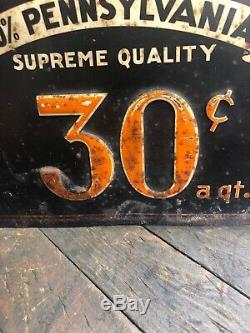 % PENNSYLVANIA
SUPREME QUALITY
30¢
a qt.